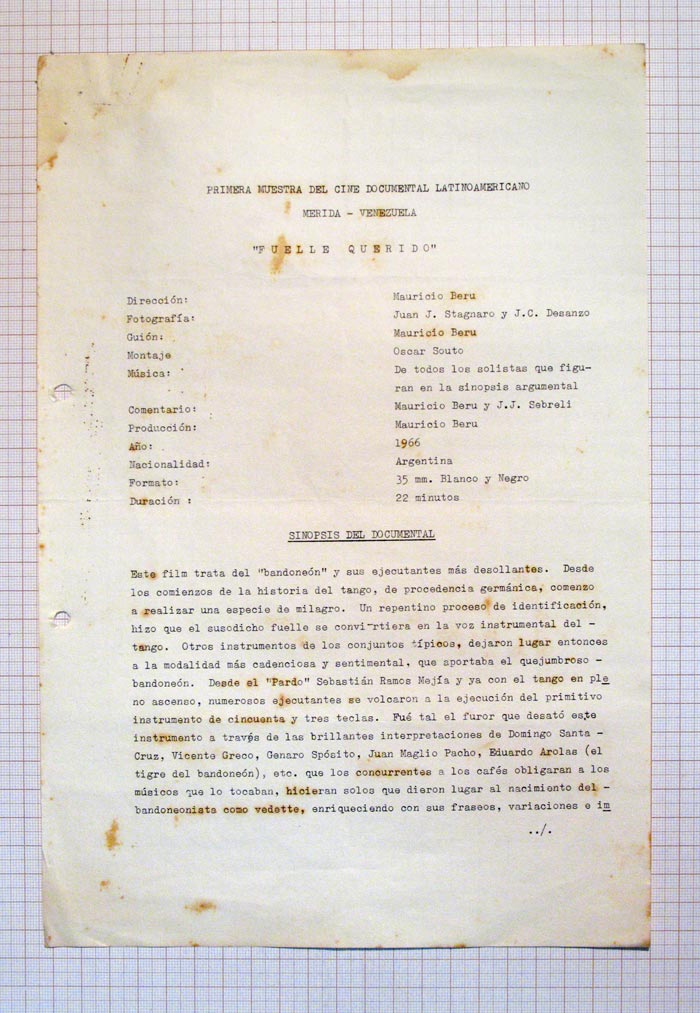 PRIMERA MUESTRA DEL CINE DOCUMENTAL LATINOAMERICANO
MERIDA - VENEZUELA
"F U E L L E  Q U E R I D O"
Dirección: Mauricio Beru
Fotografía: Juan J. Stagnaro y J.C. Desanzo
Guión: Mauricio Beru
Montaje Oscar Souto
Música: De todos los solistas que figu-
ran en la sinopsis argumental
Comentario: Mauricio Beru y J.J. Sebreli
Producción: Mauricio Beru
Año: 1966
Nacionalidad: Argentina
Formato: 35 mm. Blanco y Negro
Duración : 22 minutos
SINOPSIS DEL DOCUMENTAL
Este film trata del "bandoneón" y sus ejecutantes más desollantes. Desde
los comienzos de la historia del tango, de procedencia germánica, comenzo
a realizar una especie de milagro. Un repentino proceso de identificación,
hizo que el susodicho fuelle se convirtiera en la voz instrumental del -
tango. Otros instrumentos de los conjuntos típicos, dejaron lugar entonces
a la modalidad más cadenciosa y sentimental, que aportaba el quejumbroso -
bandoneón. Desde el "Pardo" Sebastián Ramos Mejía y ya con el tango en ple
no ascenso, numerosos ejecutantes se volcaron a la ejecución del primitivo
instrumento de cincuenta y tres teclas. Fué tal el furor que desató este
instrumento a través de las brillantes interpretaciones de Domingo Santa -
Cruz, Vicente Greco, Genaro Spósito, Juan Maglio Pacho, Eduardo Arolas (el
tigre del bandoneón), etc. que los concurrentes a los cafés obligaran a los
músicos que lo tocaban, hicieran solos que dieron lugar al nacimiento del -
bandoneonista como vedette, enriqueciendo con sus fraseos, variaciones e im
../.